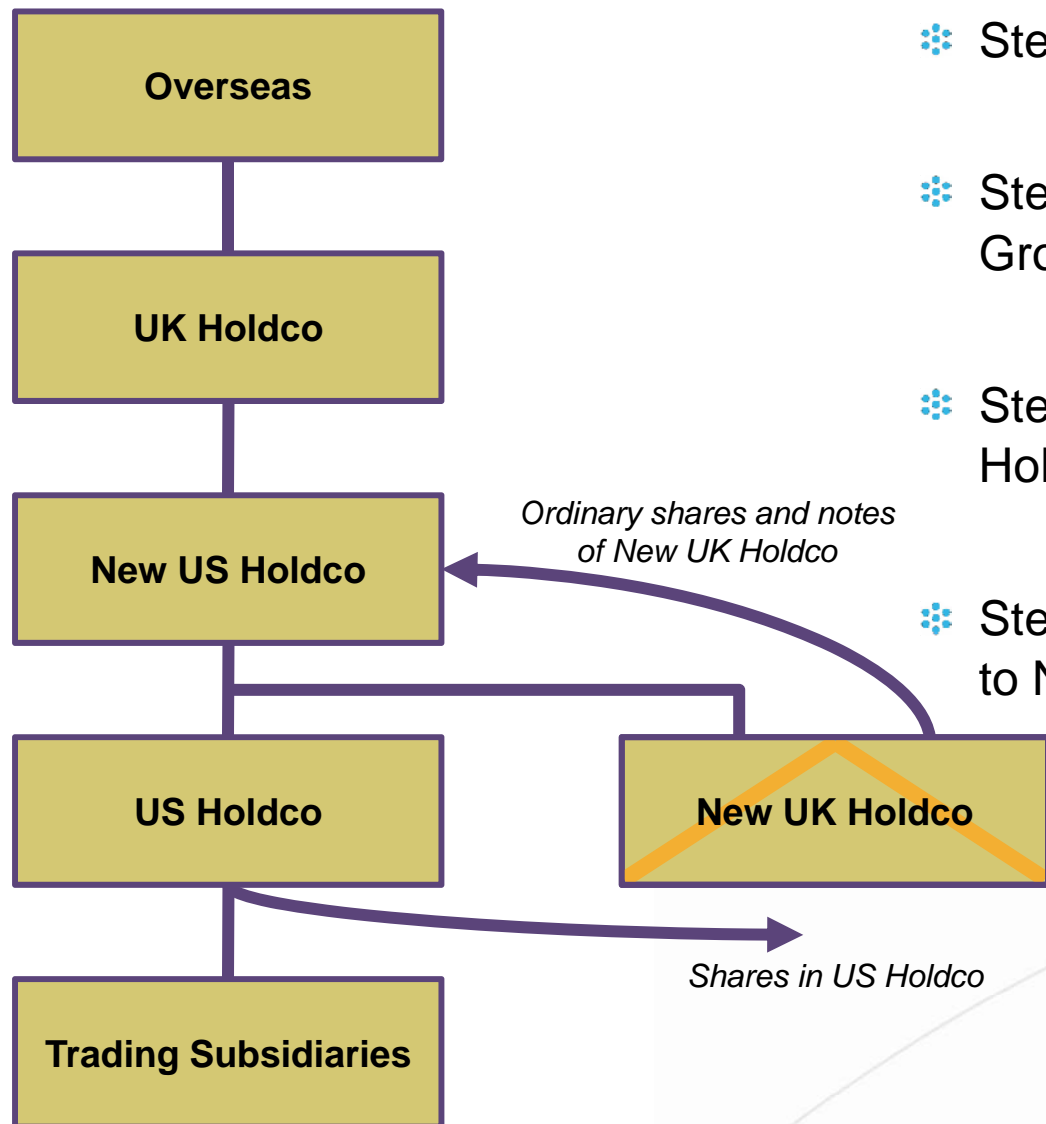 Overseas
UK Holdco
New US Holdco
Ordinary shares and notes
of New UK Holdco
US Holdco
New UK Holdco
Shares in US Holdco
Trading Subsidiaries
to